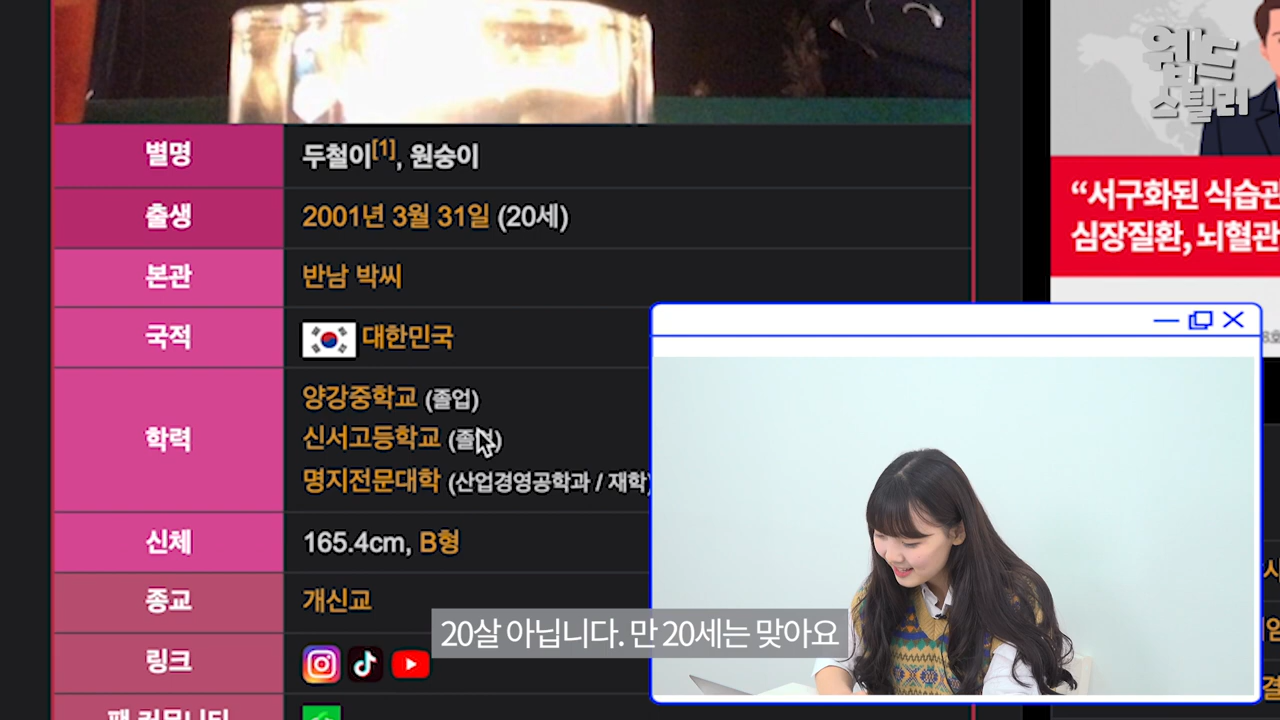 웹드
스틸러
별명
두철이[1], 원숭이
출생
2001년 3월 31일 (20세)
본관
반남 박씨
국적
대한민국
학력
양강중학교 (졸업)
신서고등학교
명지전문대학 (산업경영공학과 / 재학)
신체
165.4cm, B형
종교
개신교
링크
“서구화된 식습관
심장질환, 뇌혈관
20살 아닙니다. 만 20세는 맞아요